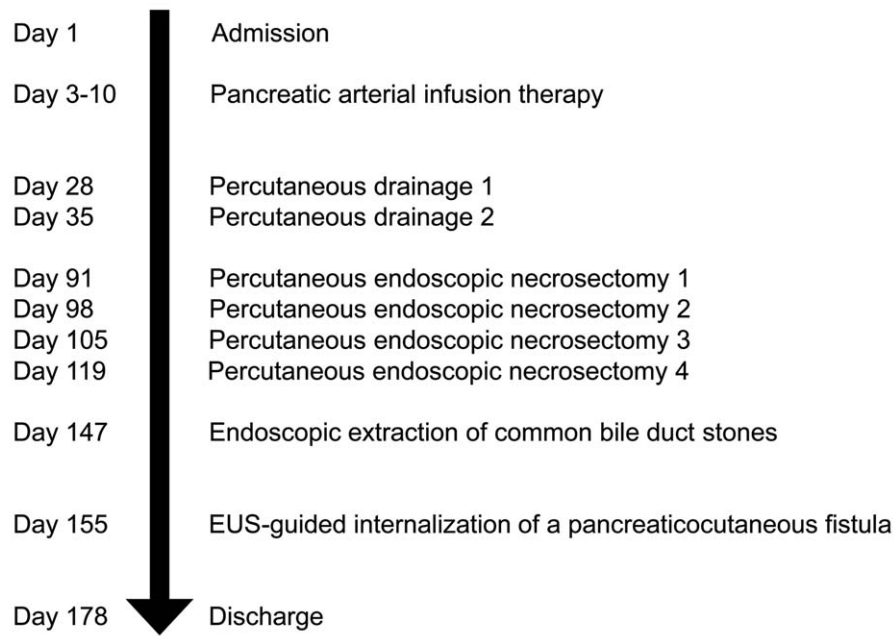 Day 1 Admission
Day 3-10 Pancreatic arterial infusion therapy
Day 28 Percutaneous drainage 1
Day 35 Percutaneous drainage 2
Day 91 Percutaneous endoscopic necrosectomy 1
Day 98 Percutaneous endoscopic necrosectomy 2
Day 105 Percutaneous endoscopic necrosectomy 3
Day 119 Percutaneous endoscopic necrosectomy 4
Day 147 Endoscopic extraction of common bile duct stones
Day 155 EUS-guided internalization of a pancreaticocutaneous fistula
Day 178 Discharge